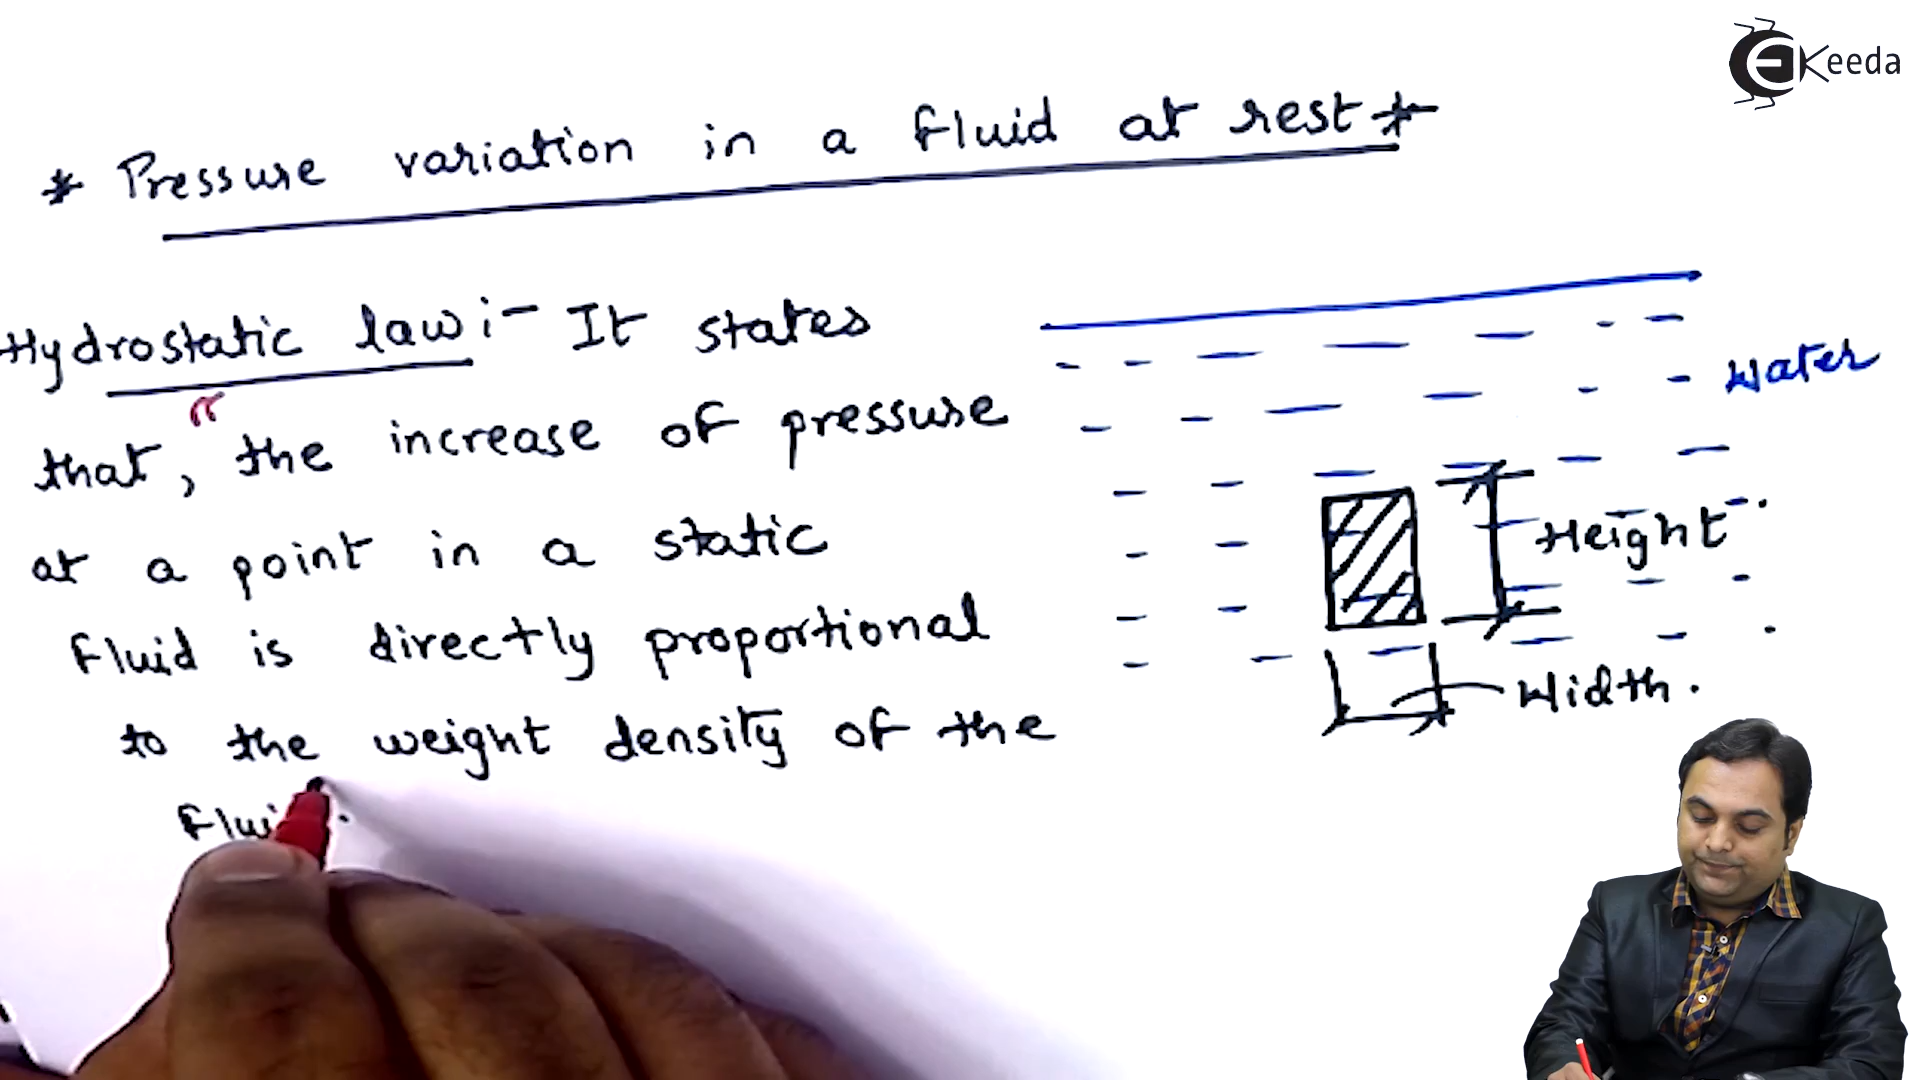 EKeeda
* Pressure variation in a fluid at rest *
Hydrostatic law :- It states
that, " the increase of pressure
at a point in a static
fluid is directly proportional
to the weight density of the
Water
Height
Width.